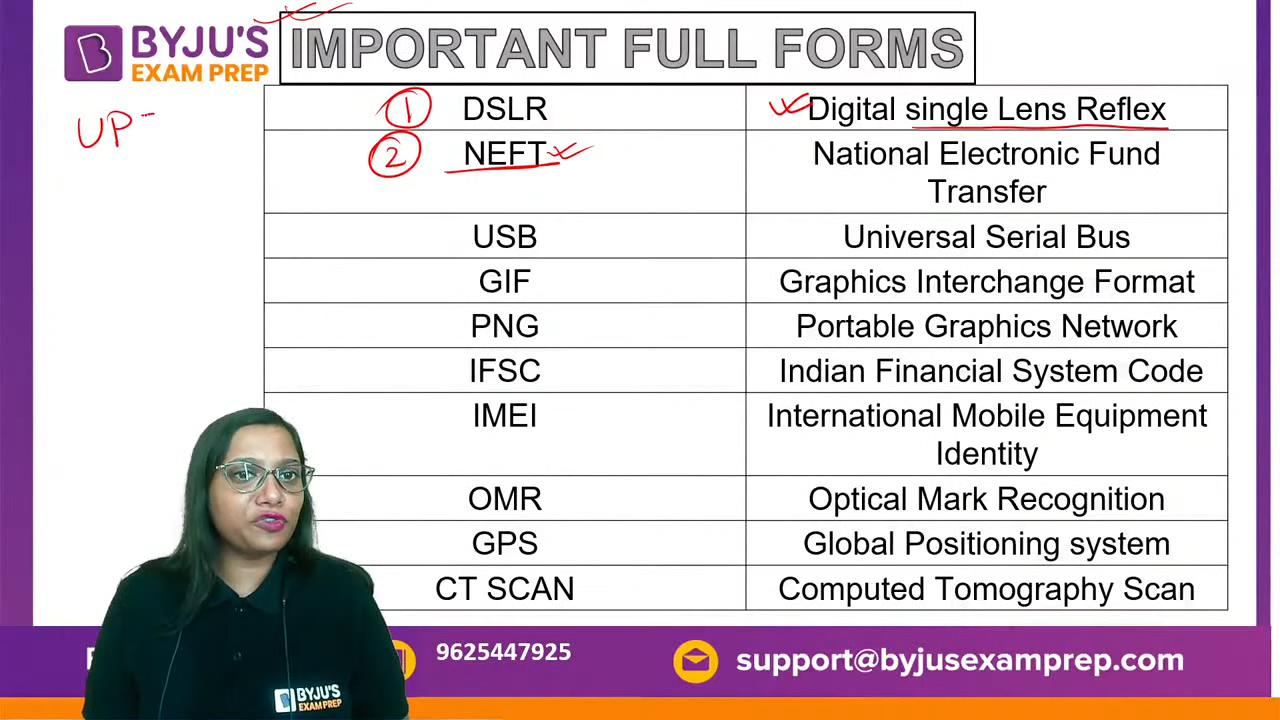 BYJU'S
EXAM PREP
IMPORTANT FULL FORMS
UP
1 DSLR Digital single Lens Reflex
2 NEFT National Electronic Fund
Transfer
USB Universal Serial Bus
GIF Graphics Interchange Format
PNG Portable Graphics Network
IFSC Indian Financial System Code
IMEI International Mobile Equipment
Identity
OMR Optical Mark Recognition
GPS Global Positioning system
CT SCAN Computed Tomography Scan
9625447925 support@byjusexamprep.com
BYJU'S
EXAM PREP